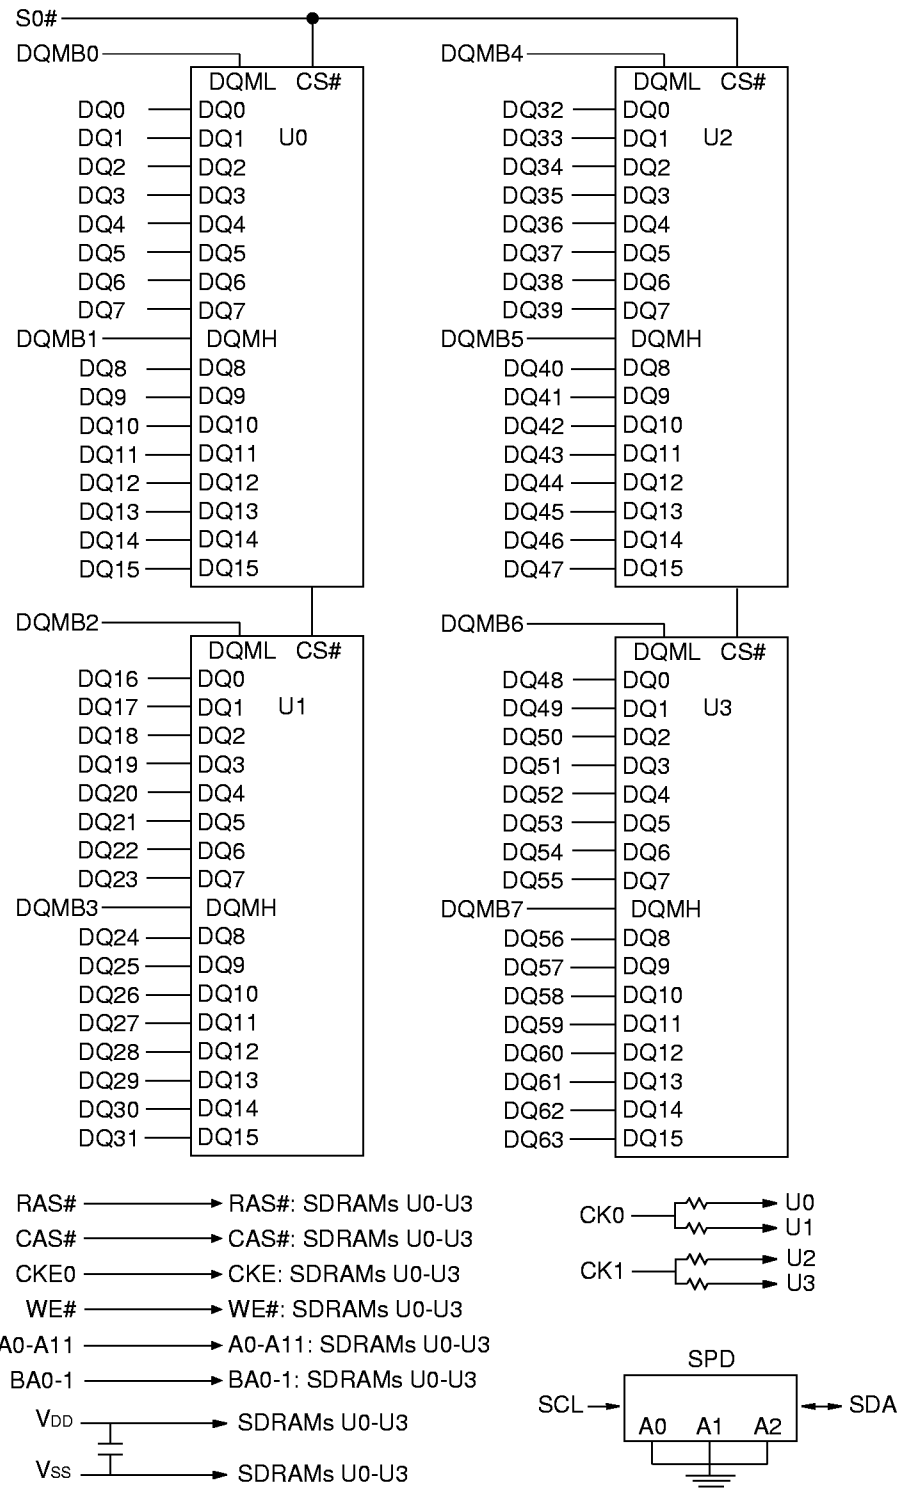 S0#
DQMB0
DQML CS#
DQ0 DQ0
DQ1 DQ1 U0
DQ2 DQ2
DQ3 DQ3
DQ4 DQ4
DQ5 DQ5
DQ6 DQ6
DQ7 DQ7
DQMB1 DQMH
DQ8 DQ8
DQ9 DQ9
DQ10 DQ10
DQ11 DQ11
DQ12 DQ12
DQ13 DQ13
DQ14 DQ14
DQ15 DQ15
DQMB2
DQML CS#
DQ16 DQ0
DQ17 DQ1 U1
DQ18 DQ2
DQ19 DQ3
DQ20 DQ4
DQ21 DQ5
DQ22 DQ6
DQ23 DQ7
DQMB3 DQMH
DQ24 DQ8
DQ25 DQ9
DQ26 DQ10
DQ27 DQ11
DQ28 DQ12
DQ29 DQ13
DQ30 DQ14
DQ31 DQ15
DQMB4
DQML CS#
DQ32 DQ0
DQ33 DQ1 U2
DQ34 DQ2
DQ35 DQ3
DQ36 DQ4
DQ37 DQ5
DQ38 DQ6
DQ39 DQ7
DQMB5 DQMH
DQ40 DQ8
DQ41 DQ9
DQ42 DQ10
DQ43 DQ11
DQ44 DQ12
DQ45 DQ13
DQ46 DQ14
DQ47 DQ15
DQMB6
DQML CS#
DQ48 DQ0
DQ49 DQ1 U3
DQ50 DQ2
DQ51 DQ3
DQ52 DQ4
DQ53 DQ5
DQ54 DQ6
DQ55 DQ7
DQMB7 DQMH
DQ56 DQ8
DQ57 DQ9
DQ58 DQ10
DQ59 DQ11
DQ60 DQ12
DQ61 DQ13
DQ62 DQ14
DQ63 DQ15
RAS# RAS#: SDRAMs U0-U3
CAS# CAS#: SDRAMs U0-U3
CKE0 CKE: SDRAMs U0-U3
WE# WE#: SDRAMs U0-U3
A0-A11 A0-A11: SDRAMs U0-U3
BA0-1 BA0-1: SDRAMs U0-U3
VDD SDRAMs U0-U3
VSS SDRAMs U0-U3
CK0 U0
U1
CK1 U2
U3
SPD
SCL SDA
A0 A1 A2